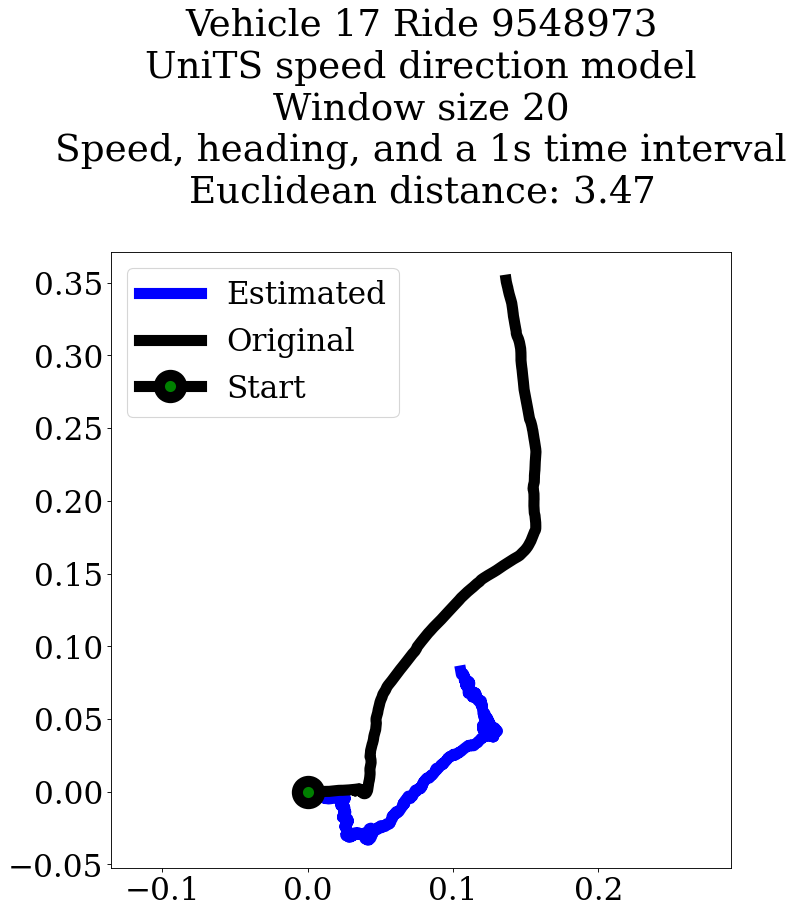 Vehicle 17 Ride 9548973
UniTS speed direction model
Window size 20
Speed, heading, and a 1s time interval
Euclidean distance: 3.47
Estimated
Original
Start
0.35
0.30
0.25
0.20
0.15
0.10
0.05
0.00
−0.05
−0.1
0.0
0.1
0.2